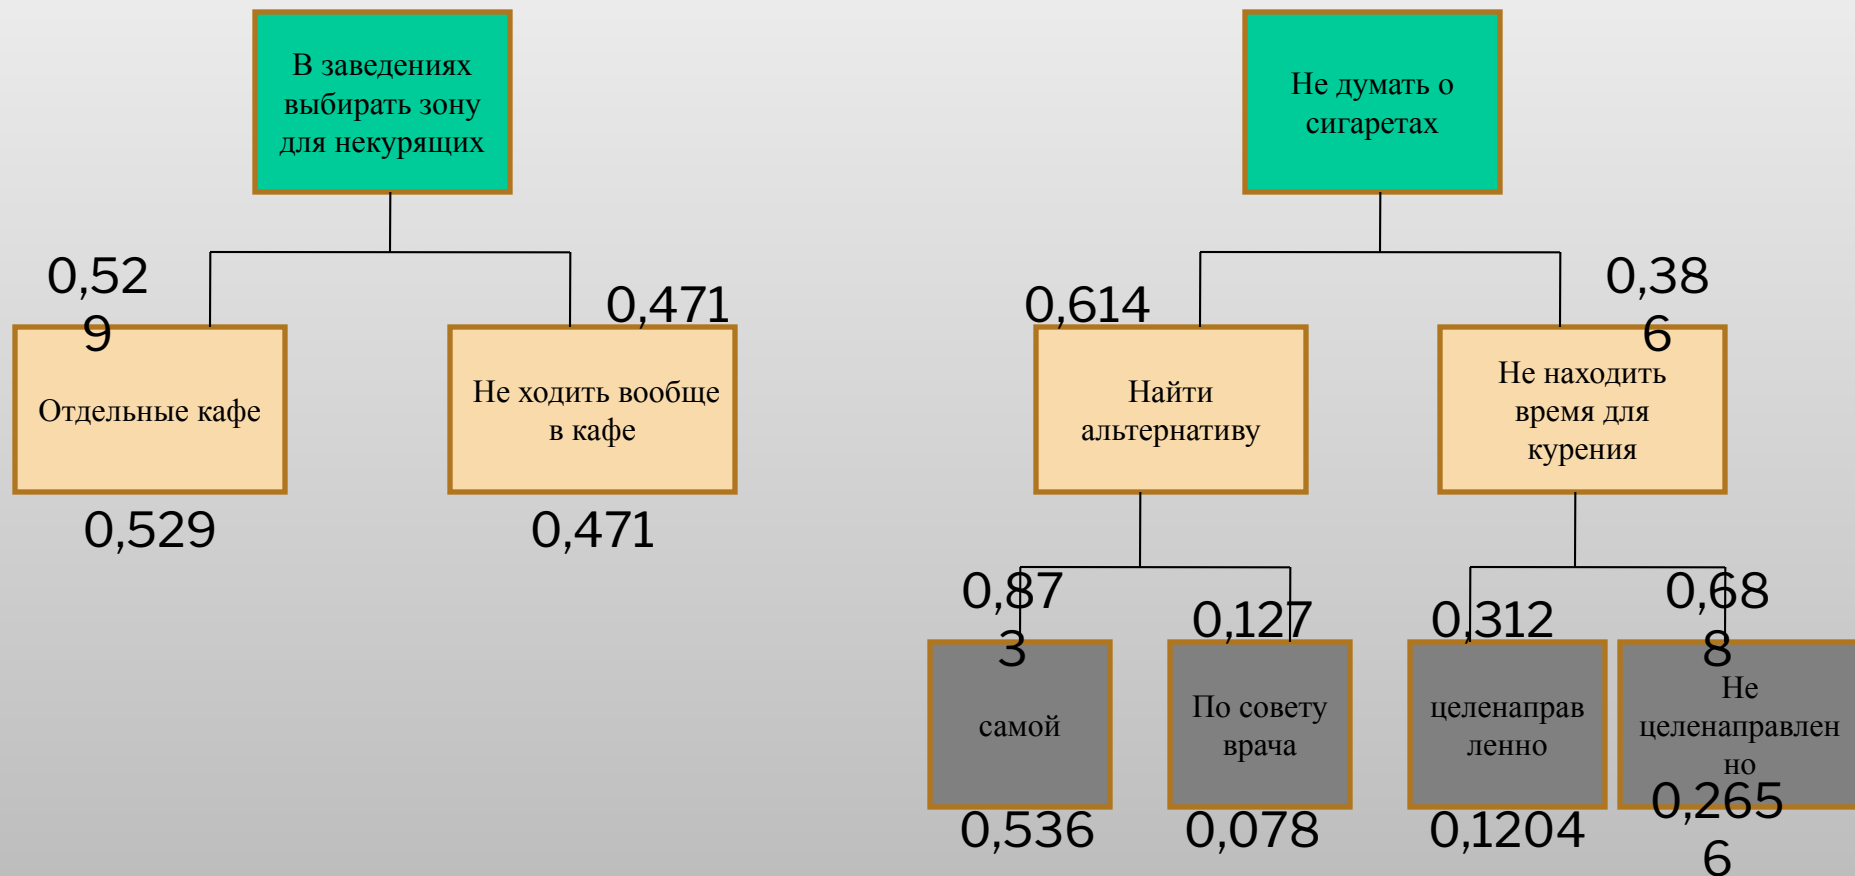 В заведениях
выбирать зону
для некурящих
Не думать о
сигаретах
0,52
9
0,471
0,614
0,38
6
Отдельные кафе
Не ходить вообще
в кафе
Найти
альтернативу
Не находить
время для
курения
0,529
0,471
0,87
3
0,127
0,312
0,68
8
самой
По совету
врача
целенаправ
ленно
Не
целенаправлен
но
0,536
0,078
0,1204
0,265
6